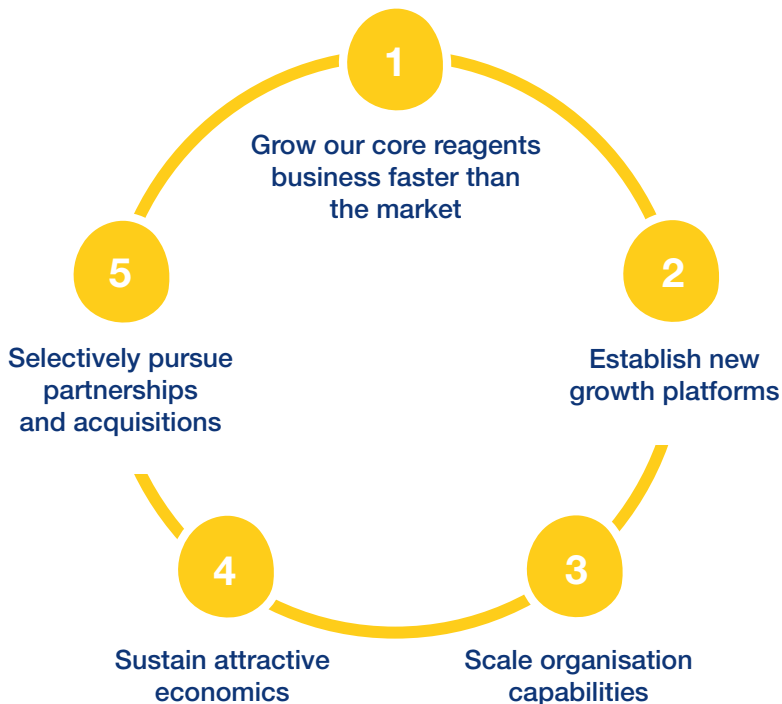 1
Grow our core reagents
business faster than
the market
2
Establish new
growth platforms
3
Scale organisation
capabilities
4
Sustain attractive
economics
5
Selectively pursue
partnerships
and acquisitions